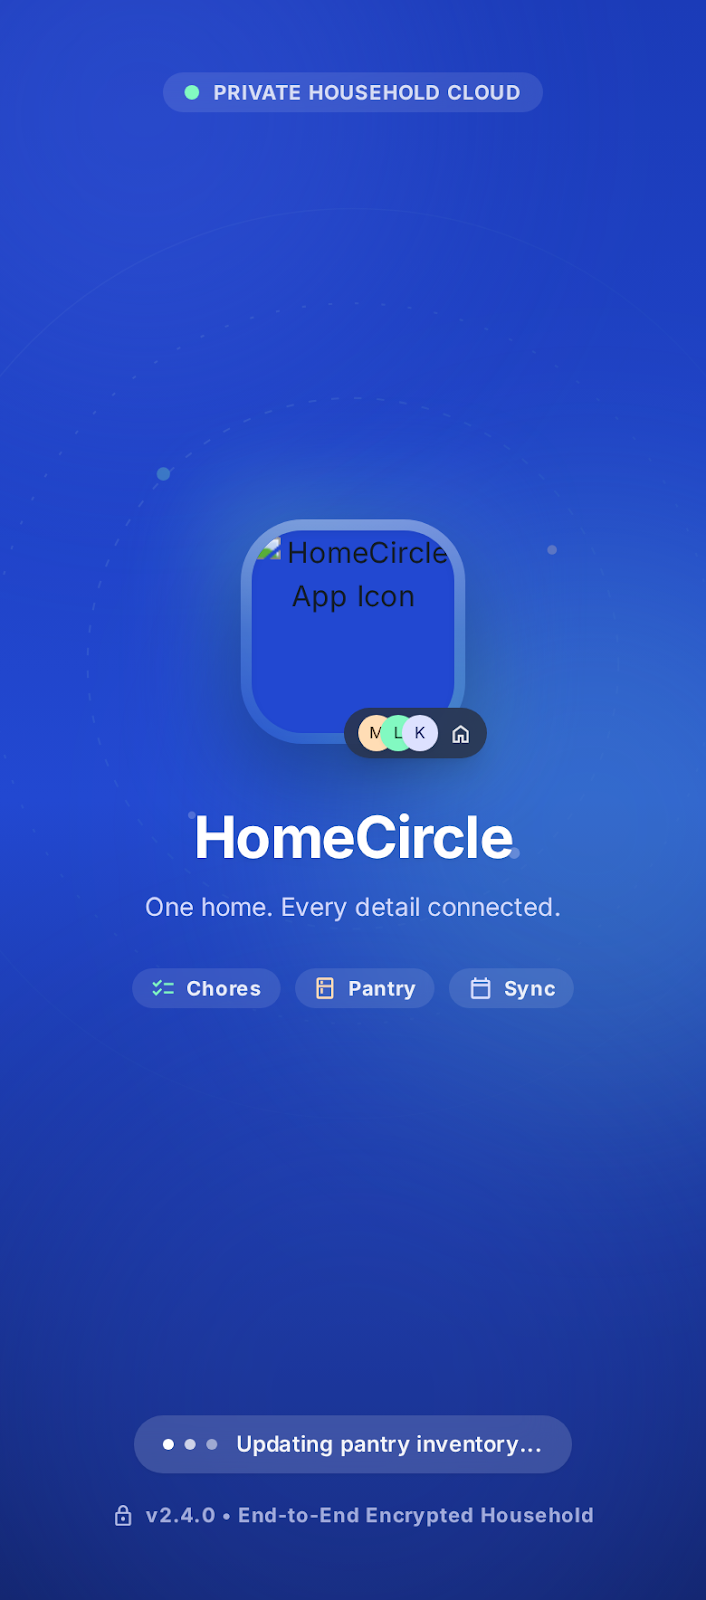 PRIVATE HOUSEHOLD CLOUD
HomeCircle
App Icon
M L K
HomeCircle
One home. Every detail connected.
Chores Pantry Sync
Updating pantry inventory...
v2.4.0 • End-to-End Encrypted Household